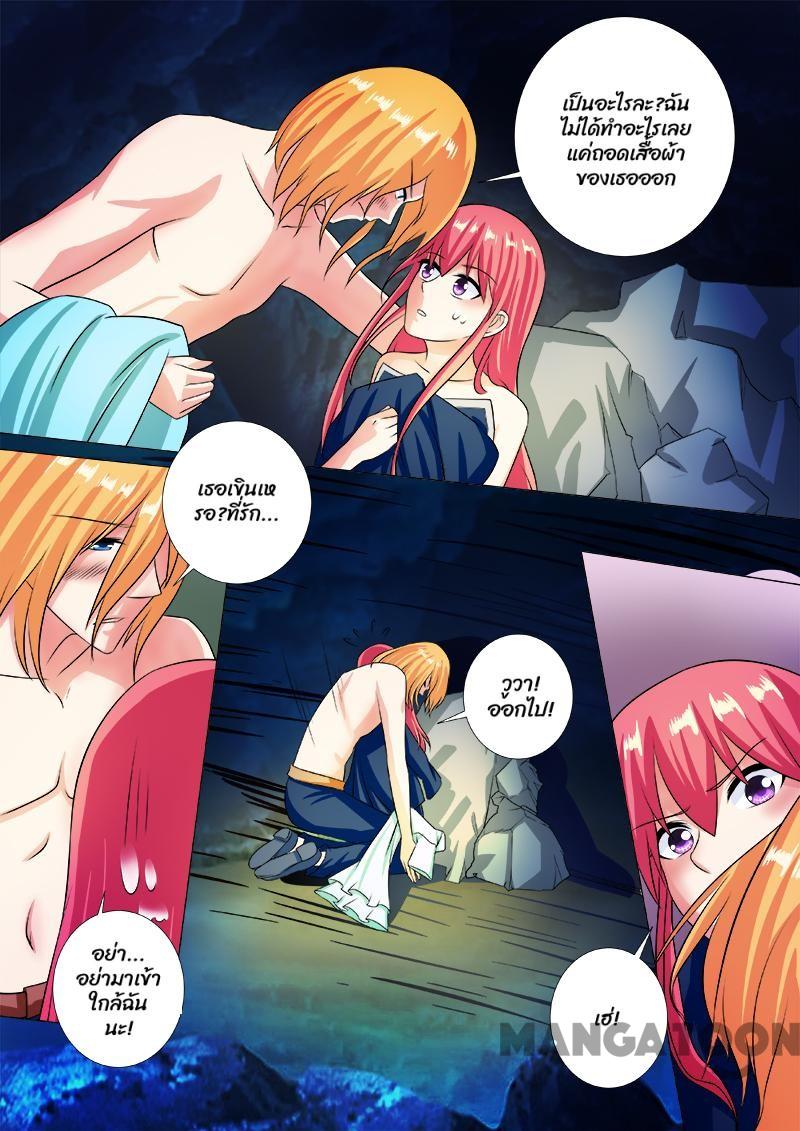 เป็นอะไรละ?ฉัน
ไม่ได้ทำอะไรเลย
แค่ถอดเสื้อผ้า
ของเธอออก
เธอเขินเห
รอ?ที่รัก...
วูวา!
ออกไป!
อย่า...
อย่ามาเข้า
ใกล้ฉัน
นะ!
เฮ่!
MANGATOON